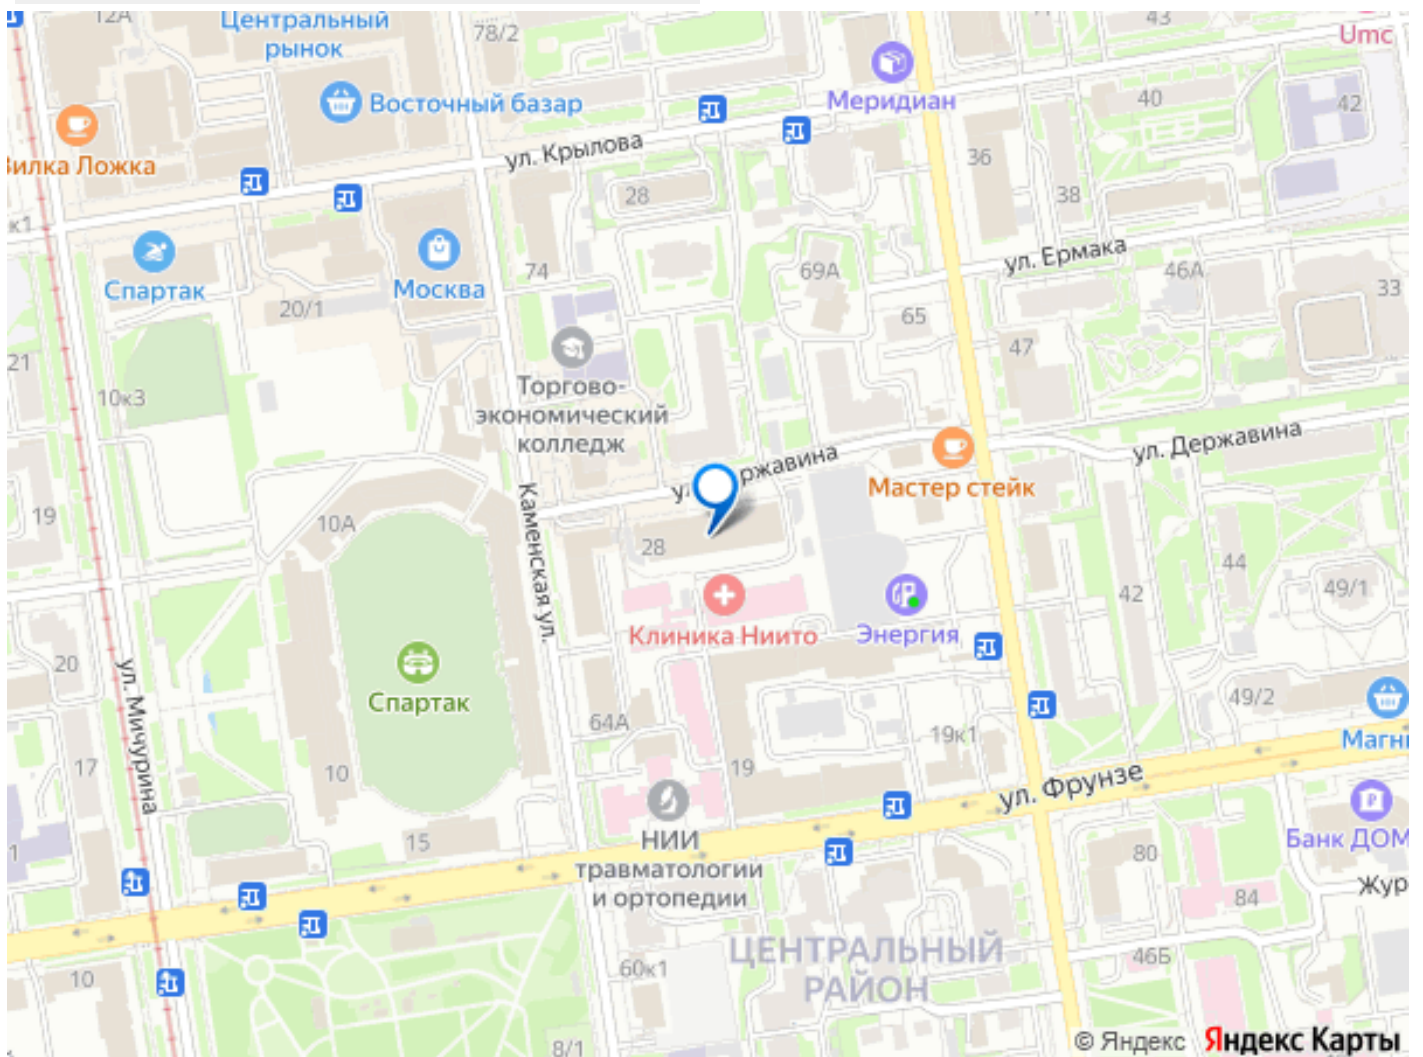 12А
Центральный
рынок
78/2
43
Umc
Меридиан
Восточный базар
40
42
ул. Крылова
Вилка Ложка
36
28
38
к1
ул. Ермака
Спартак
Москва
74
69А
46А
33
20/1
65
47
21
10к3
Торгово-
экономический
колледж
ул. Державина
Мастер стейк
Каменская ул.
19
10А
28
44
42
49/1
Клиника Ниито
Энергия
20
ул. Мичурина
Спартак
64А
49/2
19к1
Магни
17
10
19
ул. Фрунзе
15
НИИ
травматологии
и ортопедии
Банк ДОМ
1
80
Жур
84
ЦЕНТРАЛЬНЫЙ
РАЙОН
10
60к1
46Б
8/1
© Яндекс Яндекс Карты